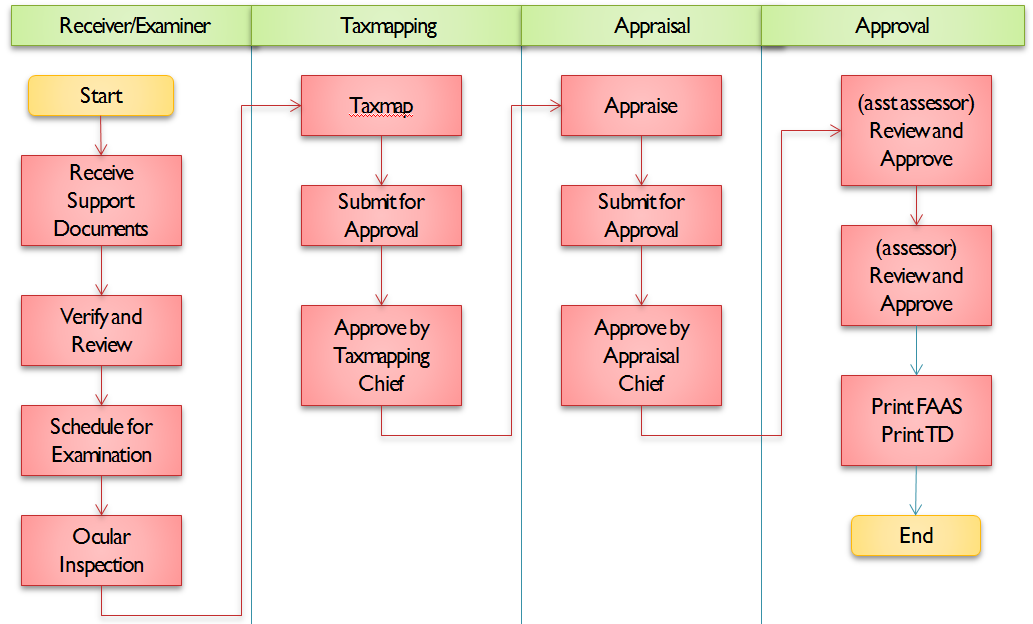 Receiver/Examiner
Taxmapping
Appraisal
Approval
Start
Receive
Support
Documents
Verify and
Review
Schedule for
Examination
Ocular
Inspection
Taxmap
Submit for
Approval
Approve by
Taxmapping
Chief
Appraise
Submit for
Approval
Approve by
Appraisal
Chief
(asst assessor)
Review and
Approve
(assessor)
Review and
Approve
Print FAAS
Print TD
End